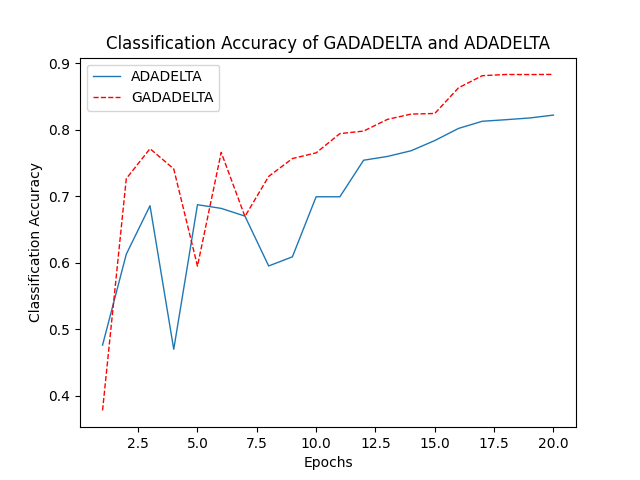 Classification Accuracy of GADADELTA and ADADELTA
ADADELTA
GADADELTA
Classification Accuracy
0.9
0.8
0.7
0.6
0.5
0.4
2.5 5.0 7.5 10.0 12.5 15.0 17.5 20.0
Epochs